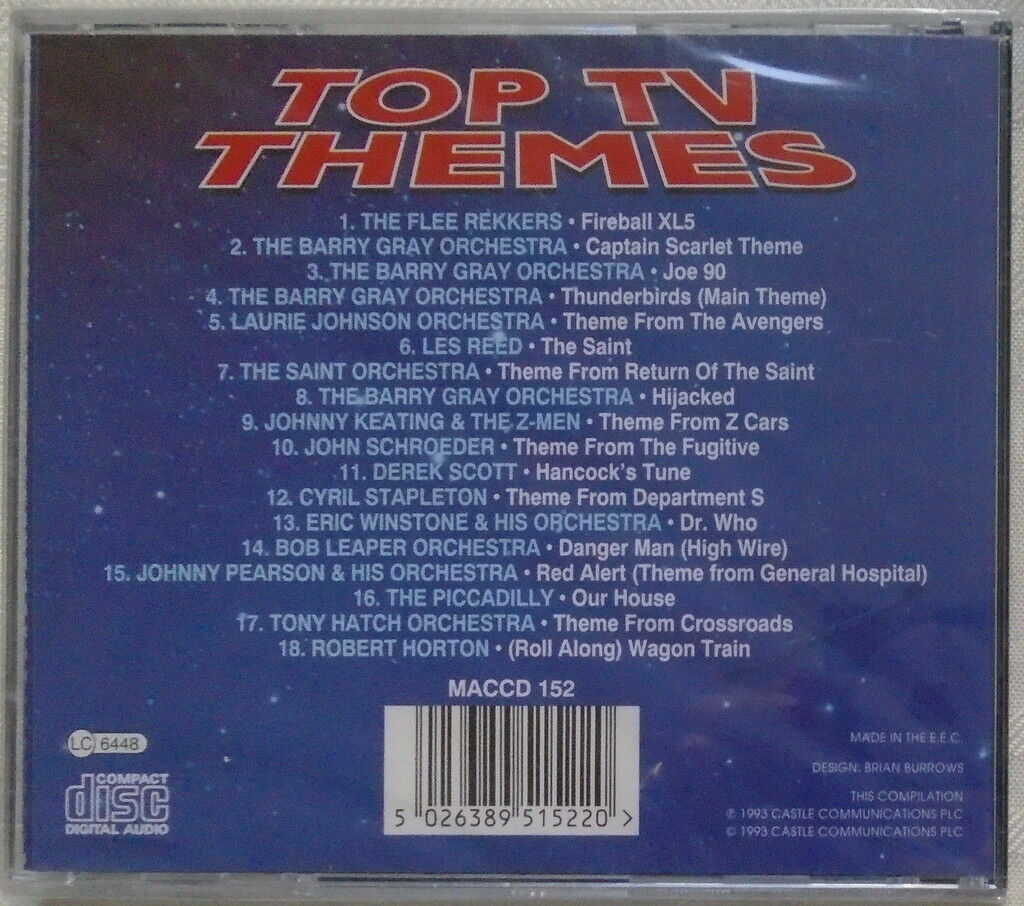 TOP TV
THEMES
1. THE FLEE REKKERS • Fireball XL5
2. THE BARRY GRAY ORCHESTRA • Captain Scarlet Theme
3. THE BARRY GRAY ORCHESTRA • Joe 90
4. THE BARRY GRAY ORCHESTRA • Thunderbirds (Main Theme)
5. LAURIE JOHNSON ORCHESTRA • Theme From The Avengers
6. LES REED • The Saint
7. THE SAINT ORCHESTRA • Theme From Return Of The Saint
8. THE BARRY GRAY ORCHESTRA • Hijacked
9. JOHNNY KEATING & THE Z-MEN • Theme From Z Cars
10. JOHN SCHROEDER • Theme From The Fugitive
11. DEREK SCOTT • Hancock's Tune
12. CYRIL STAPLETON • Theme From Department S
13. ERIC WINSTONE & HIS ORCHESTRA • Dr. Who
14. BOB LEAPER ORCHESTRA • Danger Man (High Wire)
15. JOHNNY PEARSON & HIS ORCHESTRA • Red Alert (Theme from General Hospital)
16. THE PICCADILLY • Our House
17. TONY HATCH ORCHESTRA • Theme From Crossroads
18. ROBERT HORTON • (Roll Along) Wagon Train
MACCD 152
LC 6448
COMPACT
disc
DIGITAL AUDIO
5 026389 515220 >
MADE IN THE E.E.C.
DESIGN: BRIAN BURROWS
THIS COMPILATION
℗ 1993 CASTLE COMMUNICATIONS PLC
© 1993 CASTLE COMMUNICATIONS PLC